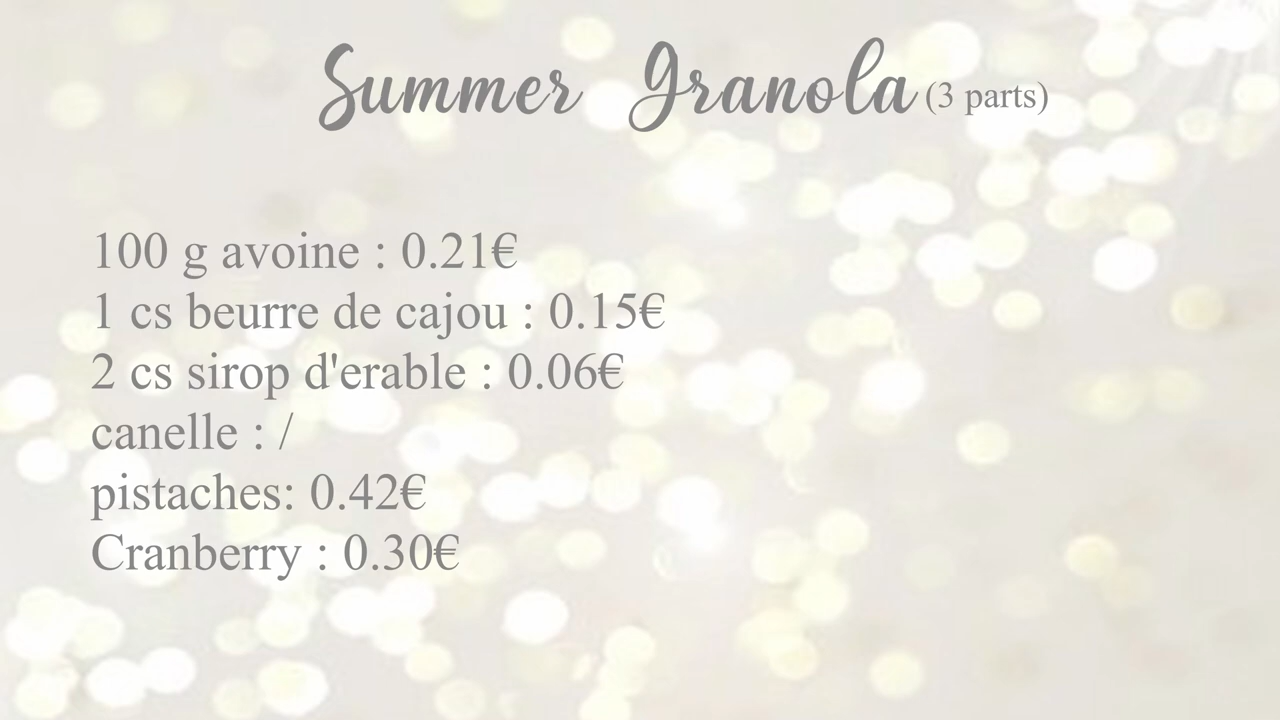 Summer Granola (3 parts)
100 g avoine : 0.21€
1 cs beurre de cajou : 0.15€
2 cs sirop d'erable : 0.06€
canelle : /
pistaches: 0.42€
Cranberry : 0.30€